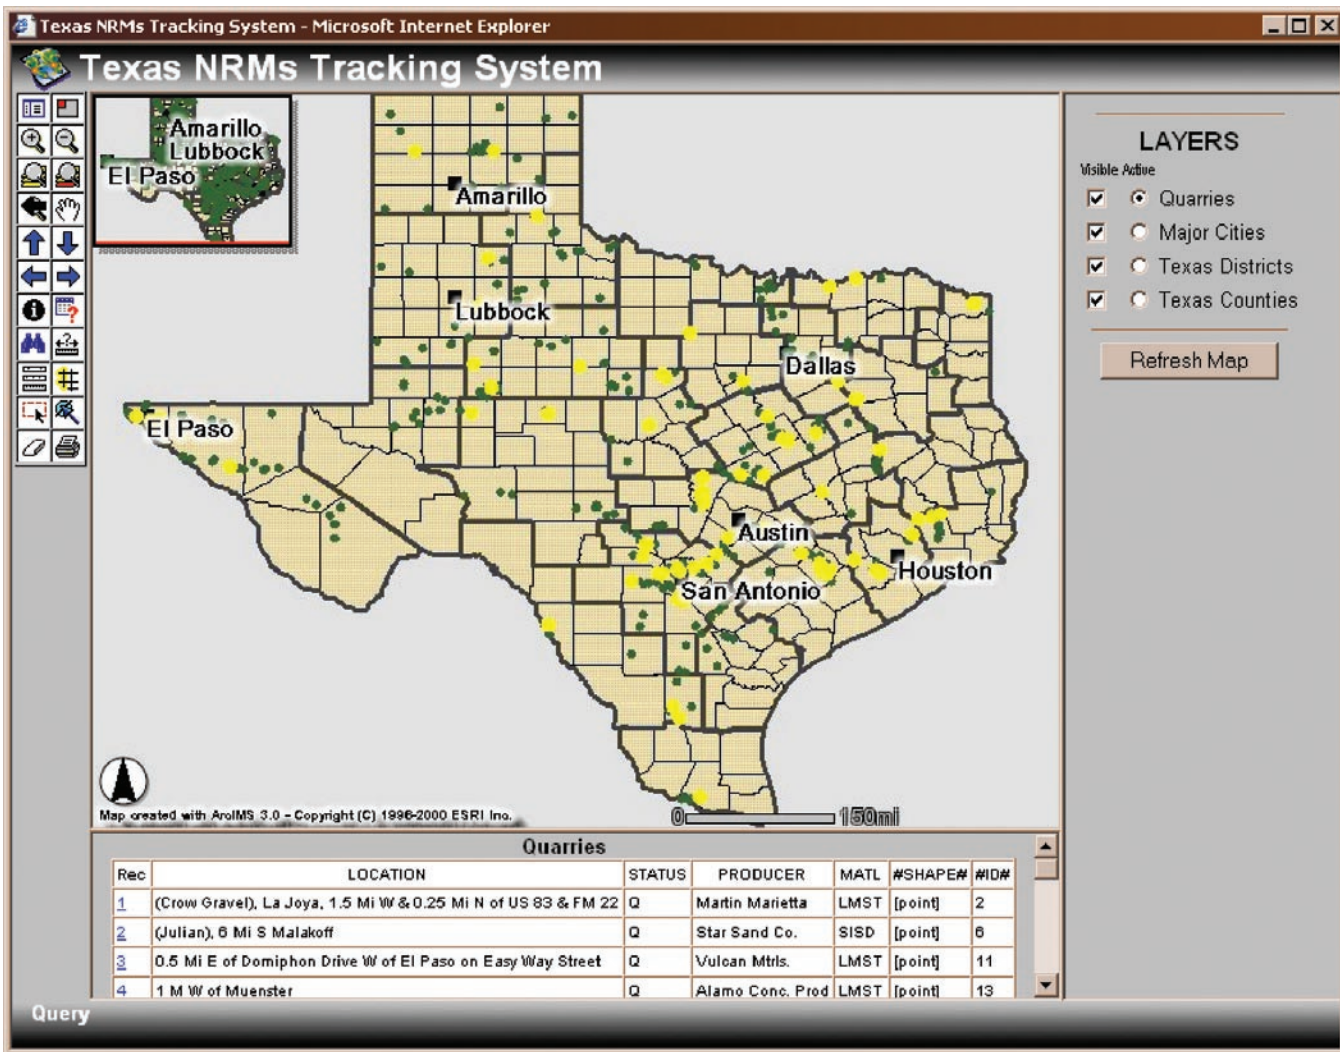 Texas NRMs Tracking System - Microsoft Internet Explorer
Texas NRMs Tracking System
Amarillo
Lubbock
El Paso
Amarillo
Lubbock
Dallas
El Paso
Austin
Houston
San Antonio
Map created with ArcIMS 3.0 - Copyright (C) 1996-2000 ESRI Inc.
0 150mi
LAYERS
Visible Active
Quarries
Major Cities
Texas Districts
Texas Counties
Refresh Map
Quarries
Rec LOCATION STATUS PRODUCER MATL #SHAPE# #ID#
1 (Crow Gravel), La Joya, 1.5 Mi W & 0.25 Mi N of US 83 & FM 22 Q Martin Marietta LMST [point] 2
2 (Julian), 6 Mi S Malakoff Q Star Sand Co. SISD [point] 6
3 0.5 Mi E of Domiphon Drive W of El Paso on Easy Way Street Q Vulcan Mtrls. LMST [point] 11
4 1 M W of Muenster Q Alamo Conc. Prod LMST [point] 13
Query